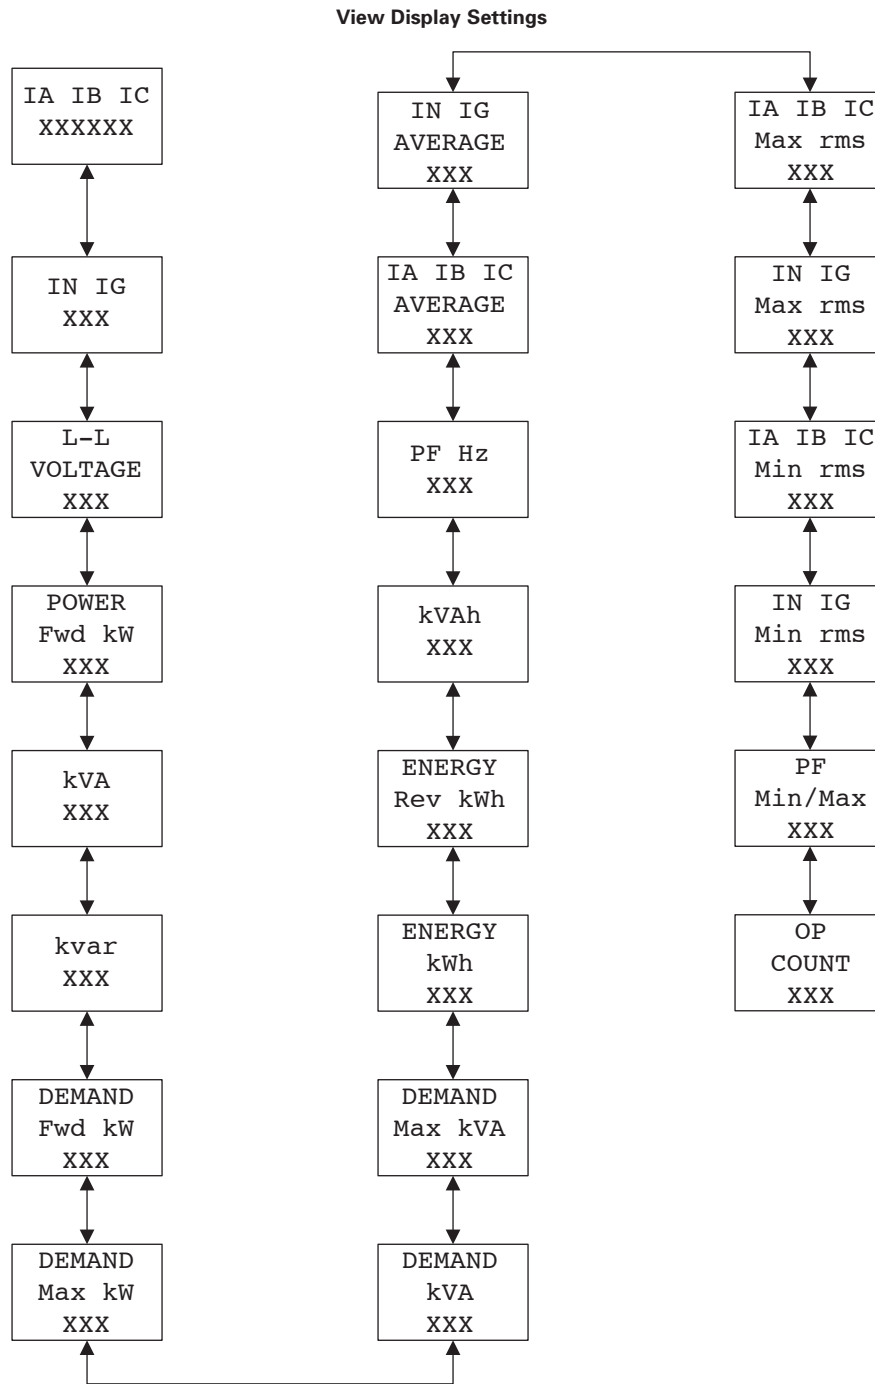 View Display Settings
IA IB IC
XXXXXX
IN IG
XXX
L-L
VOLTAGE
XXX
POWER
Fwd kW
XXX
kVA
XXX
kvar
XXX
DEMAND
Fwd kW
XXX
DEMAND
Max kW
XXX
IN IG
AVERAGE
XXX
IA IB IC
AVERAGE
XXX
PF Hz
XXX
kVAh
XXX
ENERGY
Rev kWh
XXX
ENERGY
kWh
XXX
DEMAND
Max kVA
XXX
DEMAND
kVA
XXX
IA IB IC
Max rms
XXX
IN IG
Max rms
XXX
IA IB IC
Min rms
XXX
IN IG
Min rms
XXX
PF
Min/Max
XXX
OP
COUNT
XXX